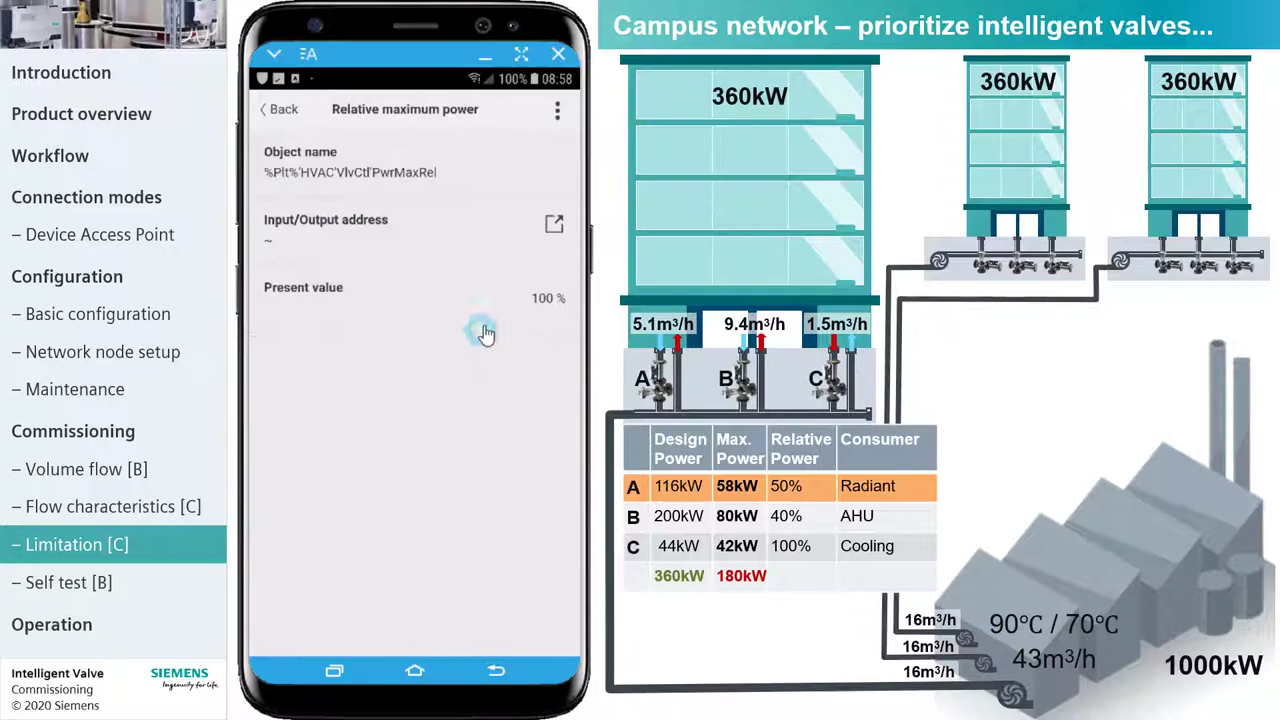 Introduction
Product overview
Workflow
Connection modes
– Device Access Point
Configuration
– Basic configuration
– Network node setup
– Maintenance
Commissioning
– Volume flow [B]
– Flow characteristics [C]
– Limitation [C]
– Self test [B]
Operation
Intelligent Valve
Commissioning
© 2020 Siemens
SIEMENS
Ingenuity for life
100% 08:58
Back Relative maximum power
Object name
%Plt%'HVAC'VlvCtl'PwrMaxRel
Input/Output address
~
Present value
100 %
Campus network – prioritize intelligent valves...
360kW
360kW
360kW
5.1m³/h 9.4m³/h 1.5m³/h
A B C
Design Power Max. Power Relative Power Consumer
A 116kW 58kW 50% Radiant
B 200kW 80kW 40% AHU
C 44kW 42kW 100% Cooling
360kW 180kW
16m³/h
16m³/h
16m³/h
90℃ / 70℃
43m³/h
1000kW